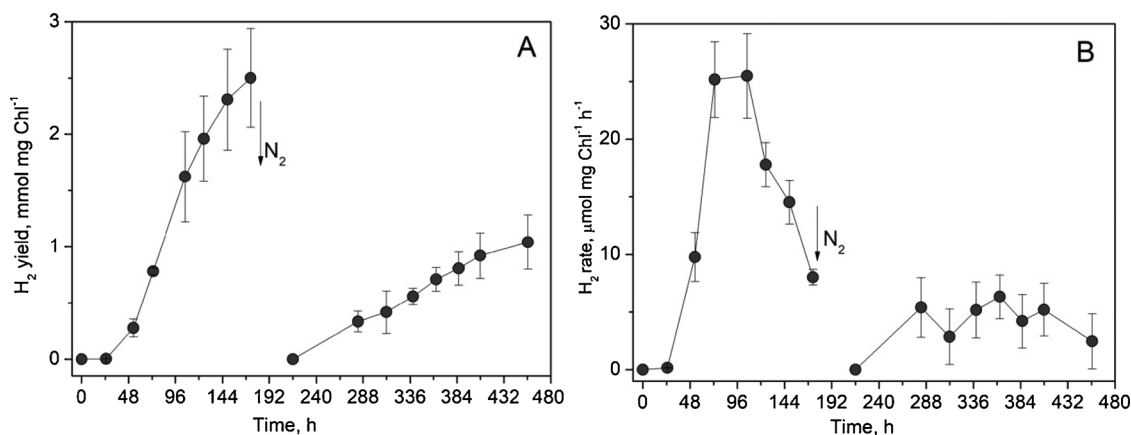 A
H₂ yield, mmol mg Chl⁻¹
3
2
1
0
N₂
0 48 96 144 192 240 288 336 384 432 480
Time, h
B
H₂ rate, μmol mg Chl⁻¹ h⁻¹
30
20
10
0
N₂
0 48 96 144 192 240 288 336 384 432 480
Time, h